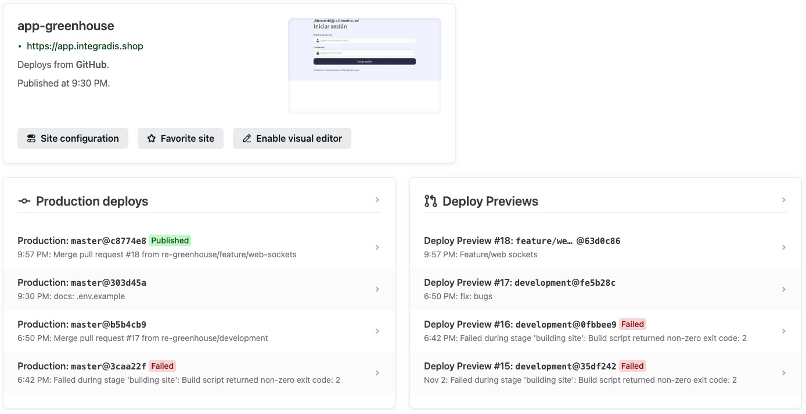 app-greenhouse
• https://app.integradis.shop
Deploys from GitHub.
Published at 9:30 PM.
Iniciar sesión
Site configuration
Favorite site
Enable visual editor
Production deploys
Production: master@c8774e8 Published
9:57 PM: Merge pull request #18 from re-greenhouse/feature/web-sockets
Production: master@303d45a
9:30 PM: docs: .env.example
Production: master@b5b4cb9
6:50 PM: Merge pull request #17 from re-greenhouse/development
Production: master@3caa22f Failed
6:42 PM: Failed during stage 'building site': Build script returned non-zero exit code: 2
Deploy Previews
Deploy Preview #18: feature/we… @63d0c86
9:57 PM: Feature/web sockets
Deploy Preview #17: development@fe5b28c
6:50 PM: fix: bugs
Deploy Preview #16: development@0fbbee9 Failed
6:42 PM: Failed during stage 'building site': Build script returned non-zero exit code: 2
Deploy Preview #15: development@35df242 Failed
Nov 2: Failed during stage 'building site': Build script returned non-zero exit code: 2